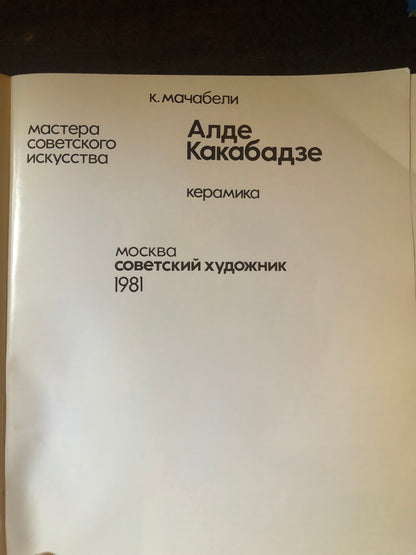 к. мачабели
мастера
советского
искусства
Алде
Какабадзе
керамика
москва
советский художник
1981